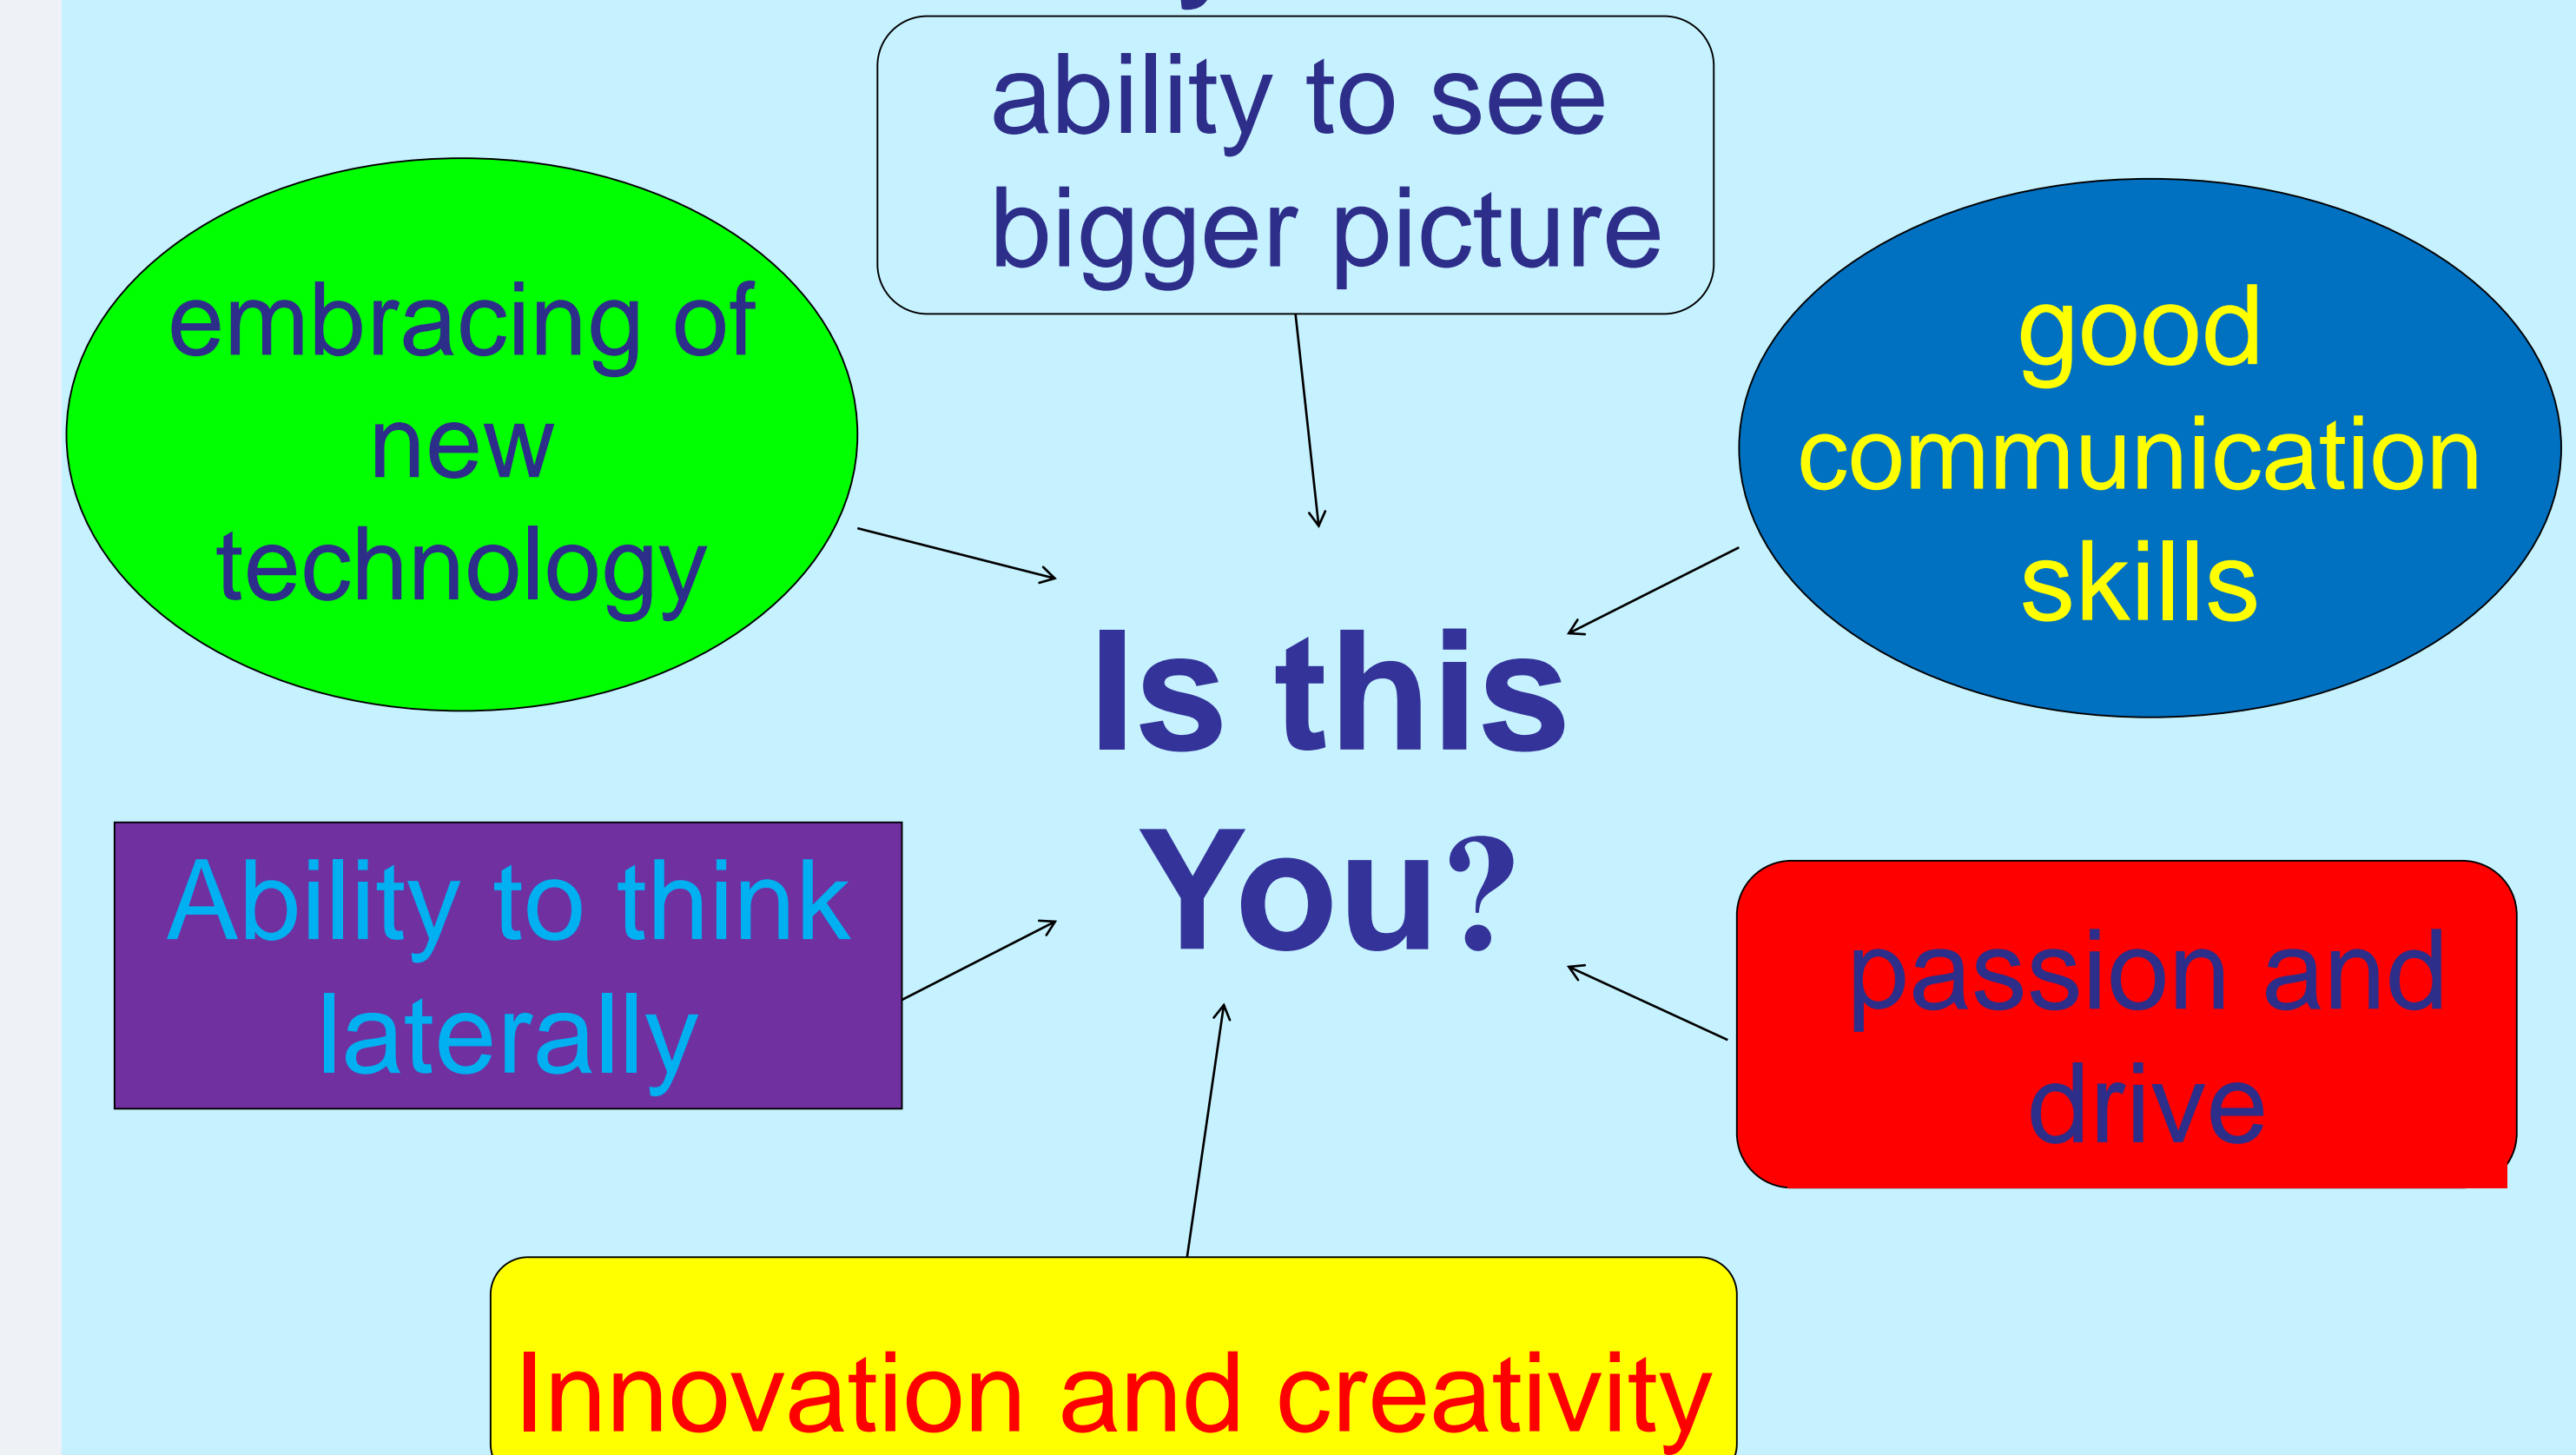 ability to see
bigger picture
embracing of
new
technology
good
communication
skills
Is this
You?
Ability to think
laterally
passion and
drive
Innovation and creativity